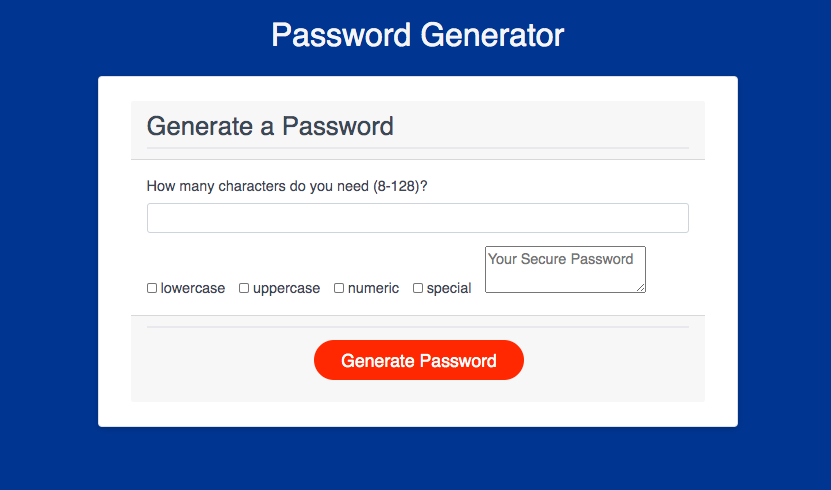 Password Generator
Generate a Password
How many characters do you need (8-128)?
lowercase uppercase numeric special Your Secure Password
Generate Password